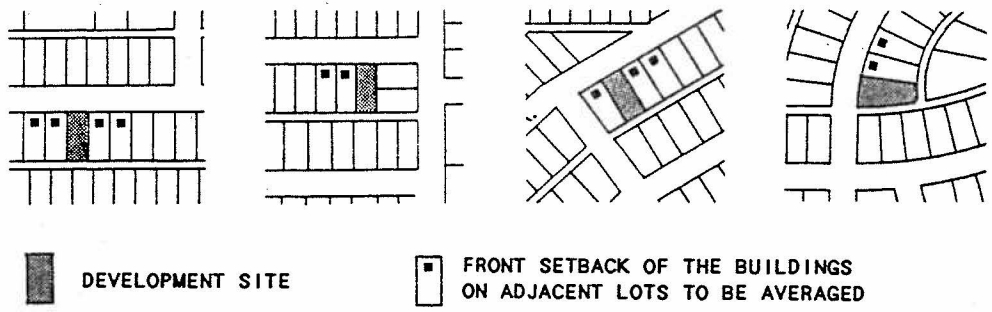 DEVELOPMENT SITE
FRONT SETBACK OF THE BUILDINGS
ON ADJACENT LOTS TO BE AVERAGED